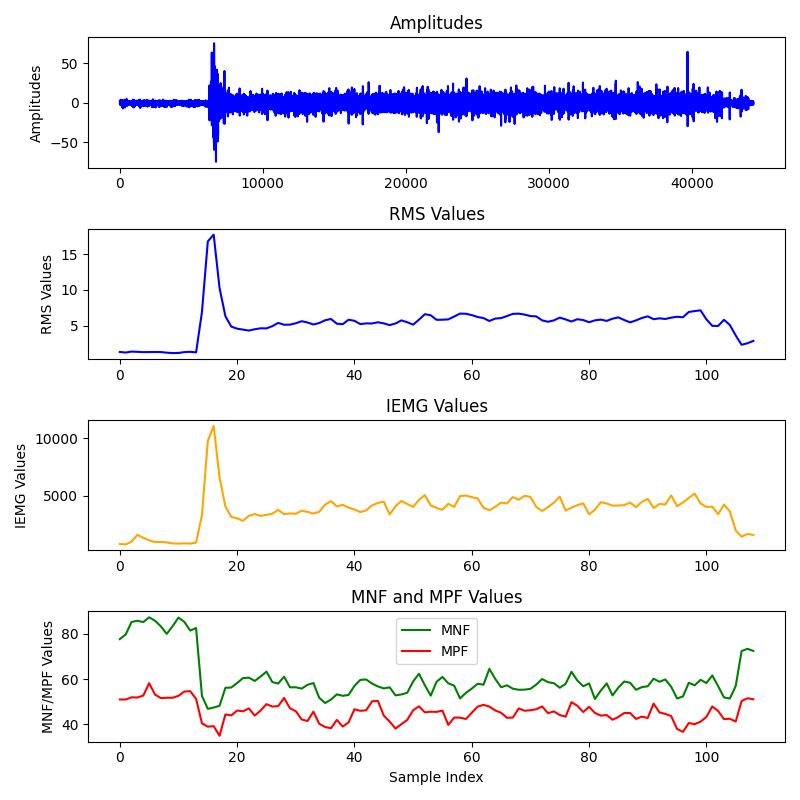 Amplitudes
Amplitudes
50
0
−50
0 10000 20000 30000 40000
RMS Values
RMS Values
15
10
5
0 20 40 60 80 100
IEMG Values
IEMG Values
10000
5000
0 20 40 60 80 100
MNF and MPF Values
MNF/MPF Values
80
60
40
MNF
MPF
0 20 40 60 80 100
Sample Index